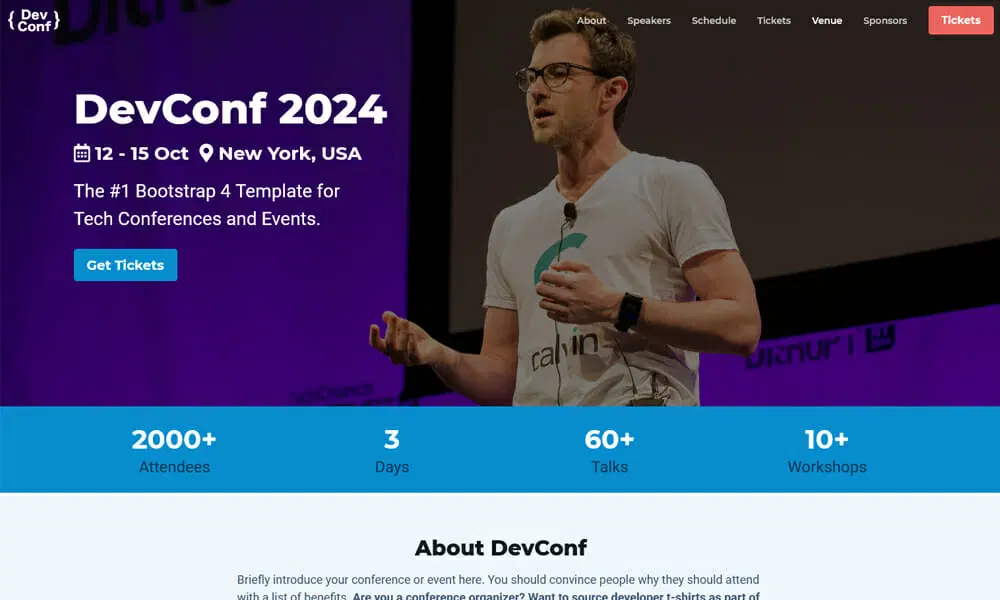 { Dev
Conf }
About Speakers Schedule Tickets Venue Sponsors Tickets
DevConf 2024
12 - 15 Oct New York, USA
The #1 Bootstrap 4 Template for
Tech Conferences and Events.
Get Tickets
calvin
2000+ 3 60+ 10+
Attendees Days Talks Workshops
About DevConf
Briefly introduce your conference or event here. You should convince people why they should attend
with a list of benefits. Are you a conference organizer? Want to source developer t-shirts as part of